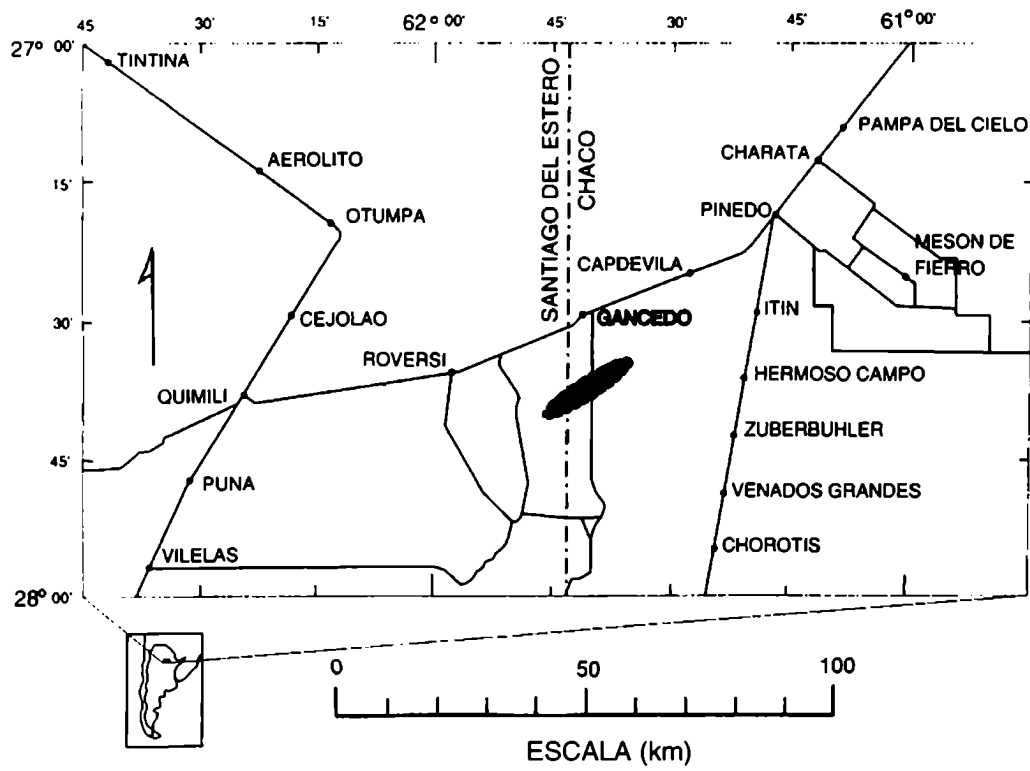 45 30 15 62° 00' 45 30 15 61° 00'
27° 00'
TINTINA
SANTIAGO DEL ESTERO
CHACO
PAMPA DEL CIELO
CHARATA
AEROLITO
15'
OTUMPA
PINEDO
MESON DE
FIERRO
CAPDEVILA
CEJOLAO
GANCEDO
ITIN
30'
ROVERSI
HERMOSO CAMPO
QUIMILI
ZUBERBUHLER
45'
PUNA
VENADOS GRANDES
CHOROTIS
VILELAS
28° 00'
0 50 100
ESCALA (km)